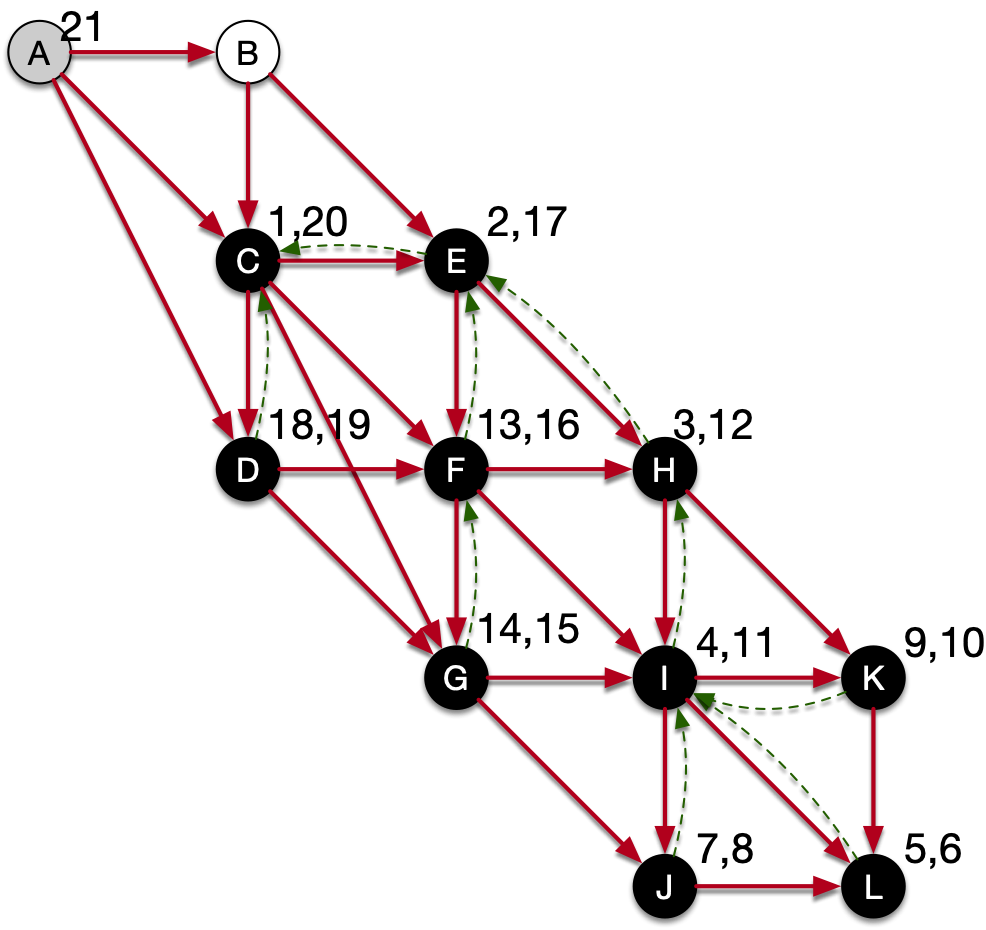 A 21 B
C 1,20 E 2,17
D 18,19 F 13,16 H 3,12
G 14,15 I 4,11 K 9,10
J 7,8 L 5,6